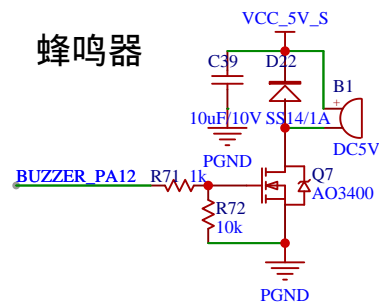 VCC_5V_S
蜂鸣器
C39
D22
B1
10uF/10V
SS14/1A
+
DC5V
PGND
Q7
BUZZER_PA12
R71
1k
AO3400
R72
10k
PGND